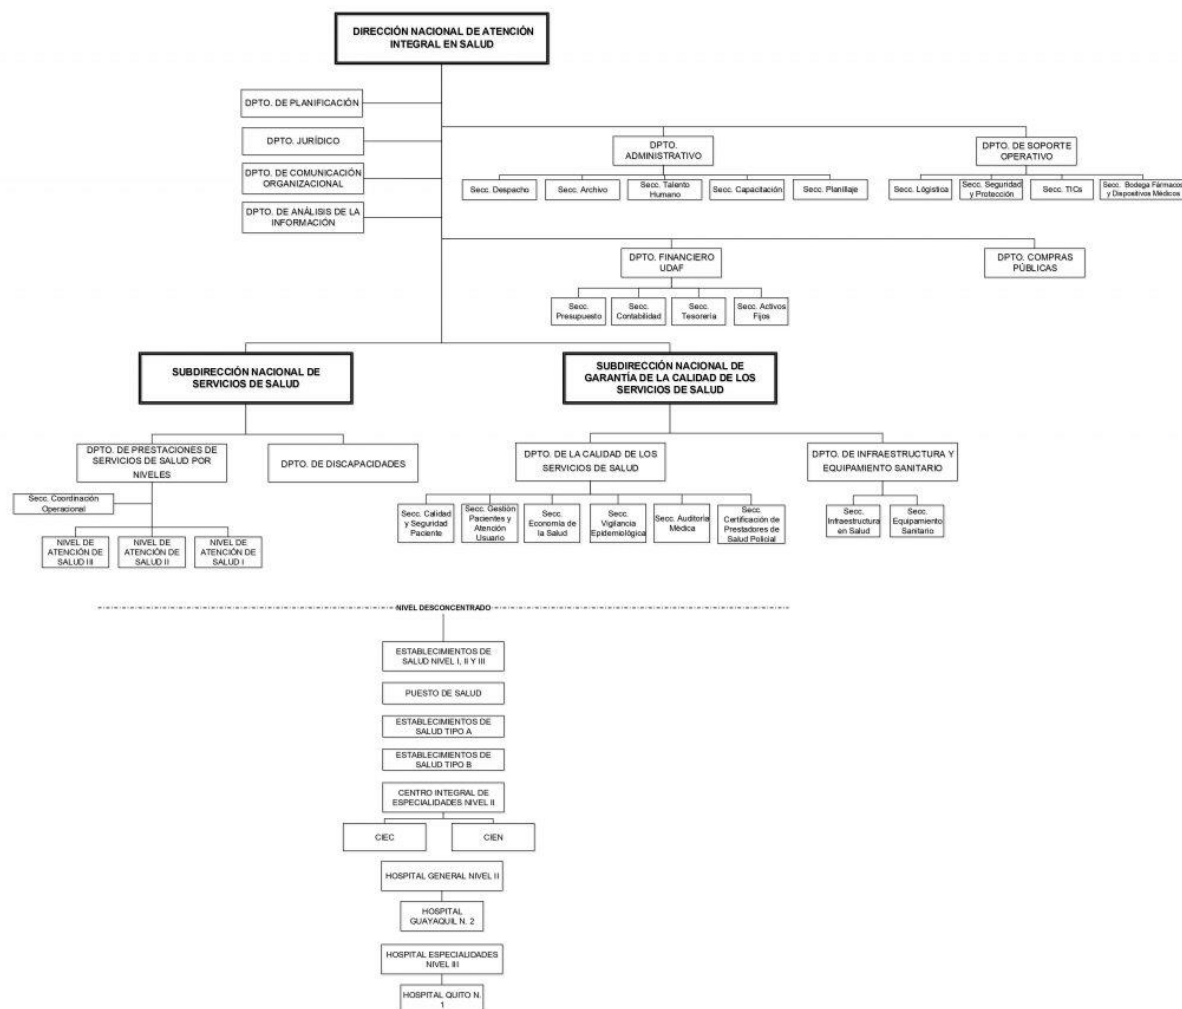 DIRECCIÓN NACIONAL DE ATENCIÓN
INTEGRAL EN SALUD
DPTO. DE PLANIFICACIÓN
DPTO. JURÍDICO
DPTO. DE COMUNICACIÓN
ORGANIZACIONAL
DPTO. DE ANÁLISIS DE LA
INFORMACIÓN
DPTO.
ADMINISTRATIVO
Secc. Despacho
Secc. Archivo
Secc. Talento
Humano
Secc. Capacitación
Secc. Planillaje
DPTO. DE SOPORTE
OPERATIVO
Secc. Lógistica
Secc. Seguridad
y Protección
Secc. TICs
Secc. Bodega Fármacos
y Dispositivos Médicos
DPTO. FINANCIERO
UDAF
Secc.
Presupuesto
Secc.
Contabilidad
Secc.
Tesorería
Secc. Activos
Fijos
DPTO. COMPRAS
PÚBLICAS
SUBDIRECCIÓN NACIONAL DE
SERVICIOS DE SALUD
DPTO. DE PRESTACIONES DE
SERVICIOS DE SALUD POR
NIVELES
DPTO. DE DISCAPACIDADES
Secc. Coordinación
Operacional
NIVEL DE
ATENCIÓN DE
SALUD III
NIVEL DE
ATENCIÓN DE
SALUD II
NIVEL DE
ATENCIÓN DE
SALUD I
SUBDIRECCIÓN NACIONAL DE
GARANTÍA DE LA CALIDAD DE LOS
SERVICIOS DE SALUD
DPTO. DE LA CALIDAD DE LOS
SERVICIOS DE SALUD
Secc. Calidad
y Seguridad
Paciente
Secc. Gestión
Pacientes y
Atención
Usuario
Secc.
Economía de
la Salud
Secc.
Vigilancia
Epidemiológica
Secc. Auditoría
Médica
Secc.
Certificación de
Prestadores de
Salud Policial
DPTO. DE INFRAESTRUCTURA Y
EQUIPAMIENTO SANITARIO
Secc.
Infraestructura
en Salud
Secc.
Equipamiento
Sanitario
NIVEL DESCONCENTRADO
ESTABLECIMIENTOS DE
SALUD NIVEL I, II Y III
PUESTO DE SALUD
ESTABLECIMIENTOS DE
SALUD TIPO A
ESTABLECIMIENTOS DE
SALUD TIPO B
CENTRO INTEGRAL DE
ESPECIALIDADES NIVEL II
CIEC
CIEN
HOSPITAL GENERAL NIVEL II
HOSPITAL
GUAYAQUIL N. 2
HOSPITAL ESPECIALIDADES
NIVEL III
HOSPITAL QUITO N.
1